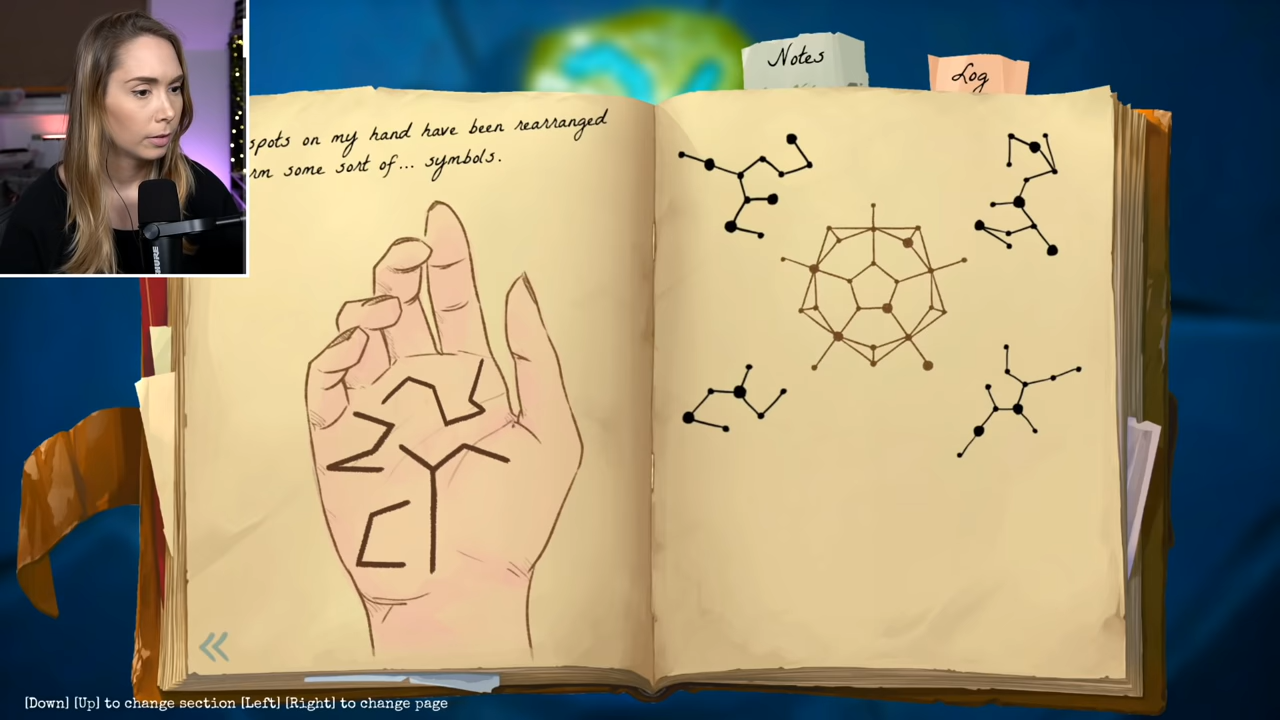 Notes
Log
spots on my hand have been rearranged
rm some sort of... symbols.
SHURE
[Down] [Up] to change section [Left] [Right] to change page